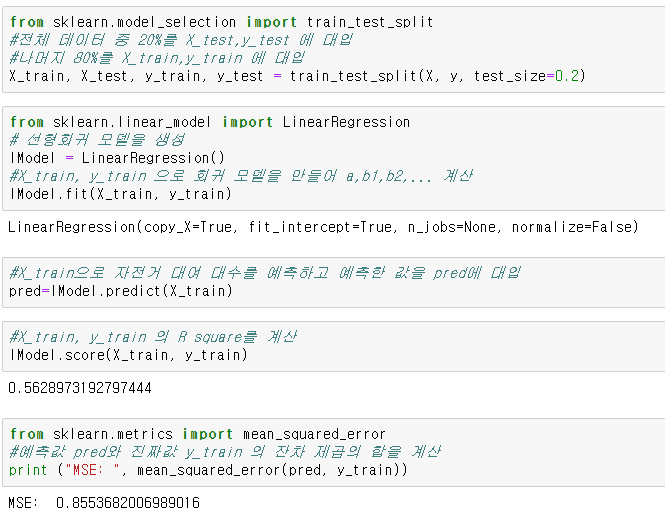 from sklearn.model_selection import train_test_split
#전체 데이터 중 20%를 X_test,y_test 에 대입
#나머지 80%를 X_train,y_train 에 대입
X_train, X_test, y_train, y_test = train_test_split(X, y, test_size=0.2)
from sklearn.linear_model import LinearRegression
# 선형회귀 모델을 생성
lModel = LinearRegression()
#X_train, y_train 으로 회귀 모델을 만들어 a,b1,b2,... 계산
lModel.fit(X_train, y_train)
LinearRegression(copy_X=True, fit_intercept=True, n_jobs=None, normalize=False)
#X_train으로 자전거 대여 대수를 예측하고 예측한 값을 pred에 대입
pred=lModel.predict(X_train)
#X_train, y_train 의 R square를 계산
lModel.score(X_train, y_train)
0.5628973192797444
from sklearn.metrics import mean_squared_error
#예측값 pred와 진짜값 y_train 의 잔차 제곱의 합을 계산
print ("MSE: ", mean_squared_error(pred, y_train))
MSE:  0.8553682006989016